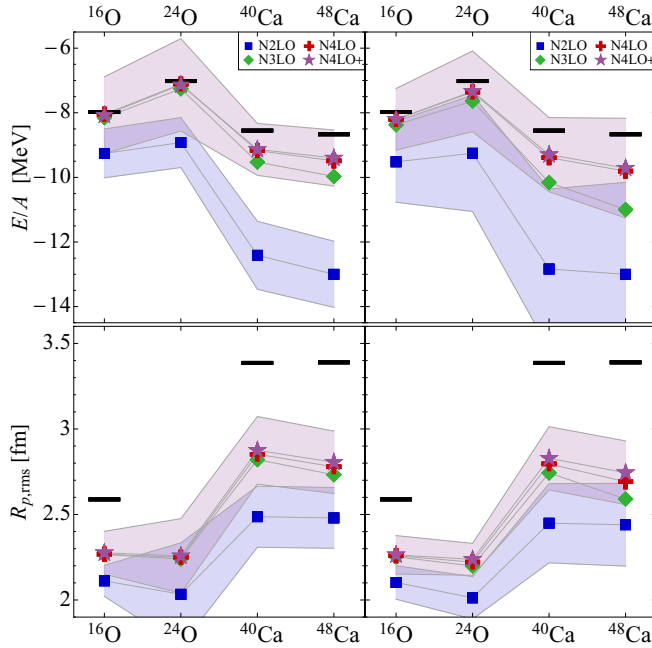 ¹⁶O ²⁴O ⁴⁰Ca ⁴⁸Ca ¹⁶O ²⁴O ⁴⁰Ca ⁴⁸Ca
−6
N2LO N4LO N2LO N4LO
N3LO N4LO+ N3LO N4LO+
−8
E/A [MeV]
−10
−12
−14
3.5
3
R_{p,rms} [fm]
2.5
2
¹⁶O ²⁴O ⁴⁰Ca ⁴⁸Ca ¹⁶O ²⁴O ⁴⁰Ca ⁴⁸Ca